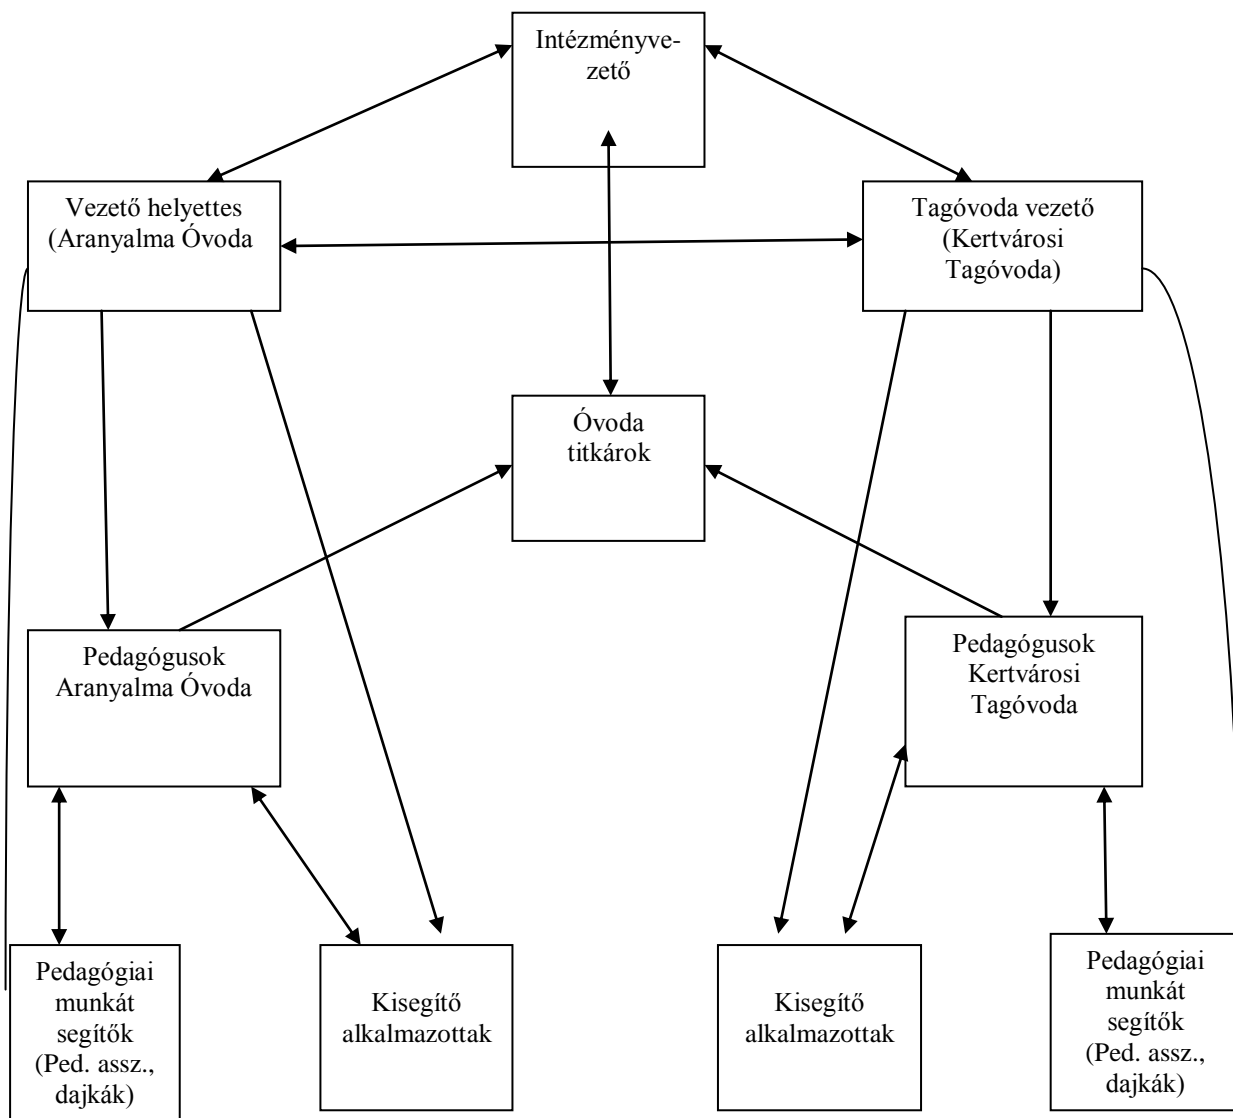 Intézményve-
zető
Vezető helyettes
(Aranyalma Óvoda
Tagóvoda vezető
(Kertvárosi
Tagóvoda)
Óvoda
titkárok
Pedagógusok
Aranyalma Óvoda
Pedagógusok
Kertvárosi
Tagóvoda
Pedagógiai
munkát
segítők
(Ped. assz.,
dajkák)
Kisegítő
alkalmazottak
Kisegítő
alkalmazottak
Pedagógiai
munkát
segítők
(Ped. assz.,
dajkák)